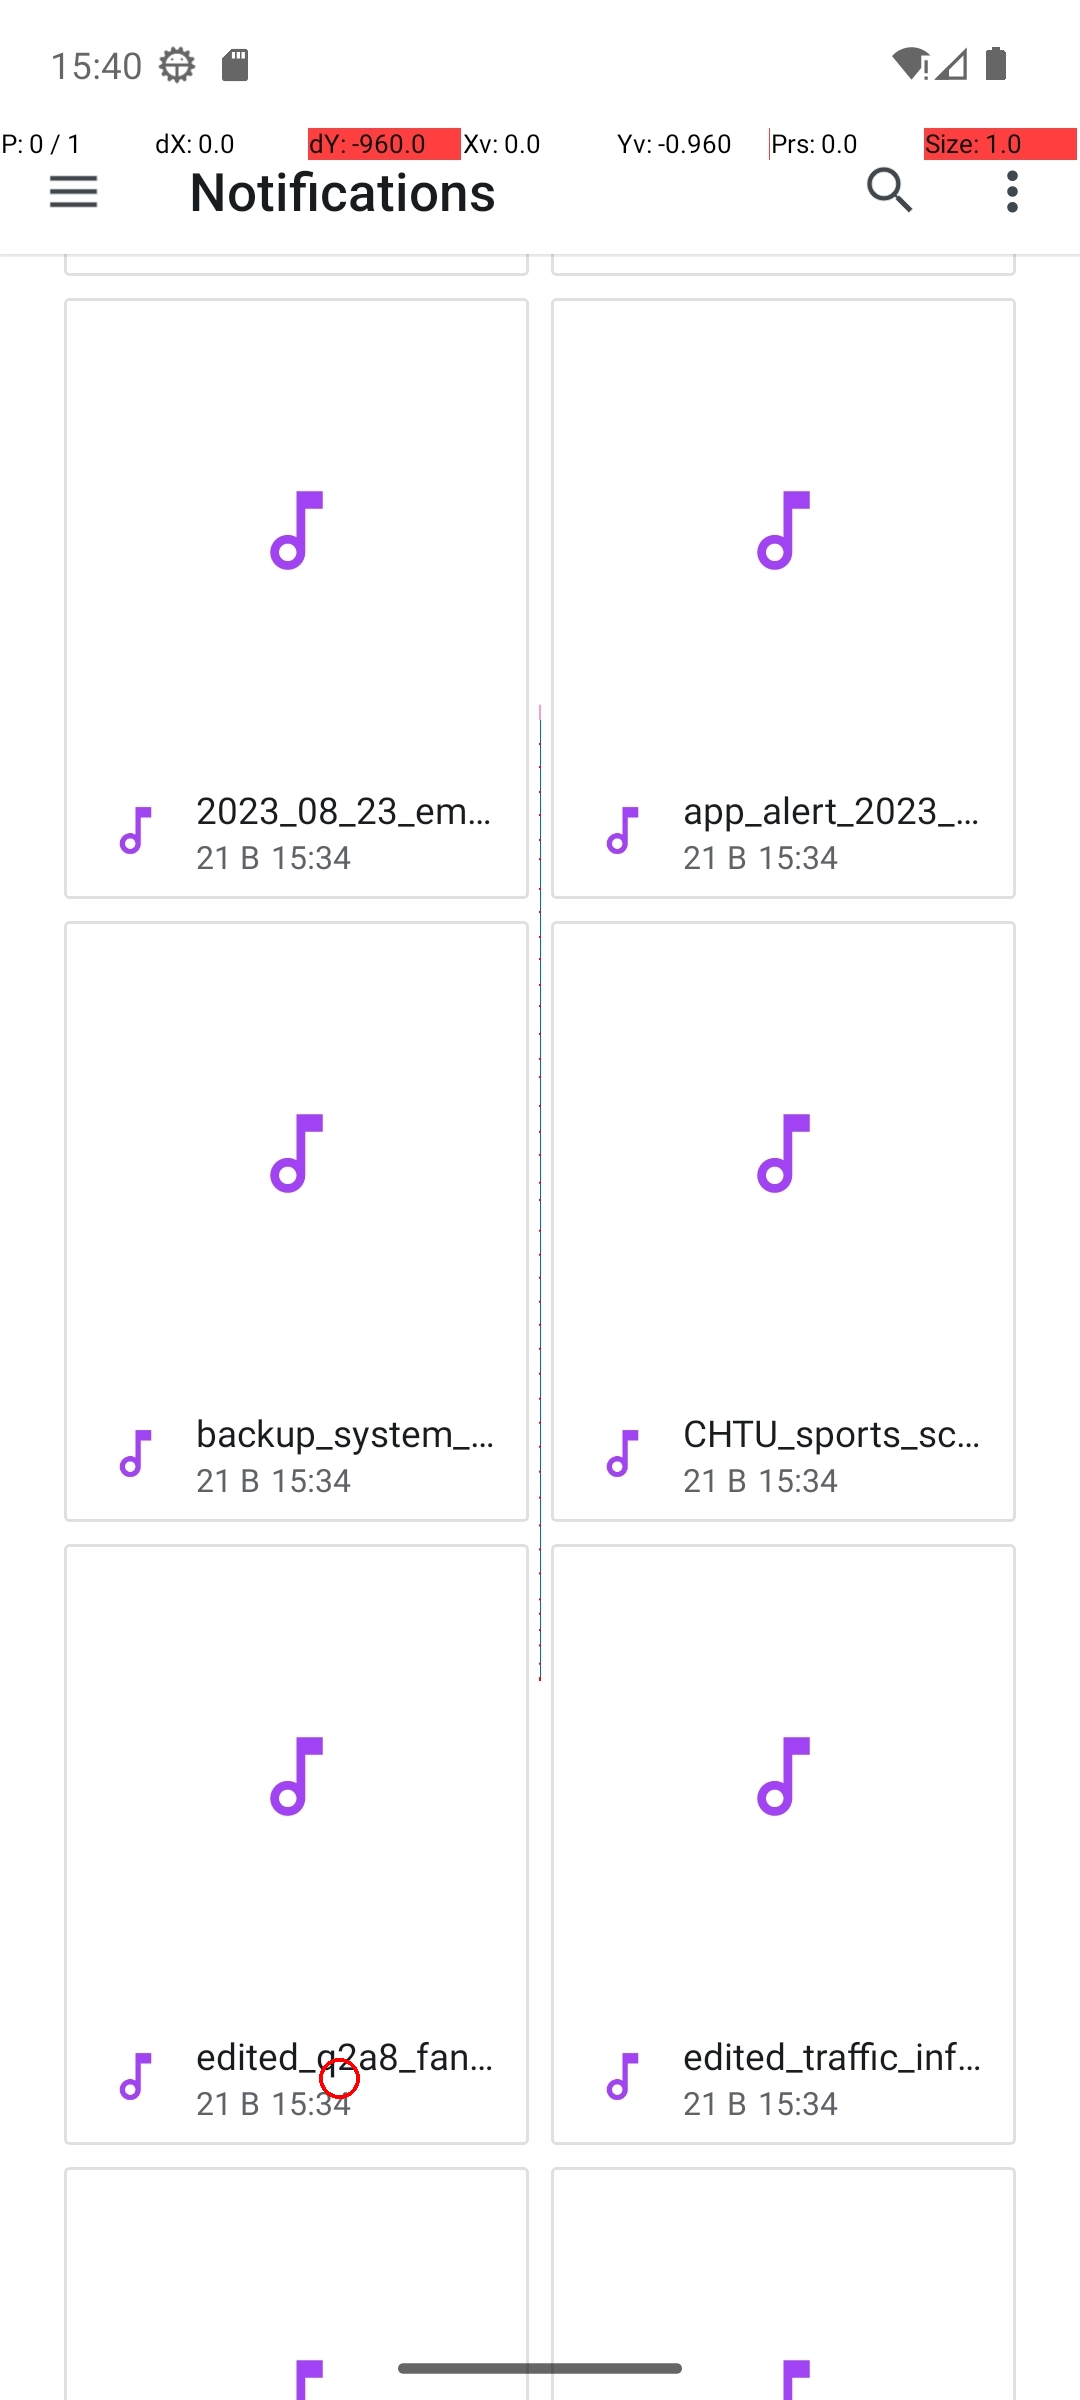 15:40
P: 0 / 1 dX: 0.0 dY: -960.0 Xv: 0.0 Yv: -0.960 Prs: 0.0 Size: 1.0
Notifications
2023_08_23_em... app_alert_2023_...
21 B 15:34 21 B 15:34
backup_system_... CHTU_sports_sc...
21 B 15:34 21 B 15:34
edited_q2a8_fan... edited_traffic_inf...
21 B 15:34 21 B 15:34